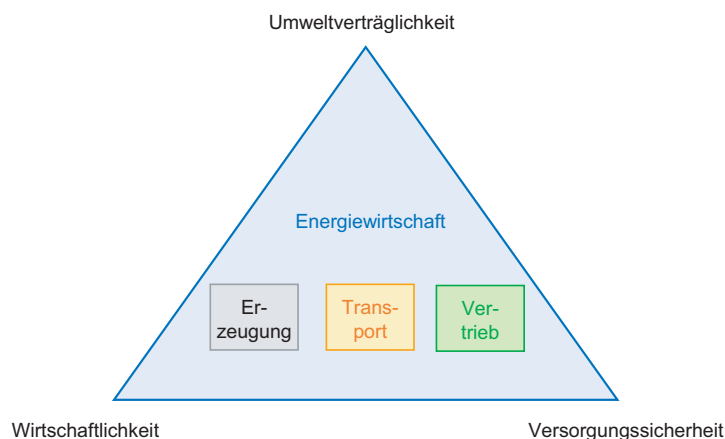 Umweltverträglichkeit
Energiewirtschaft
Er-
zeugung
Trans-
port
Ver-
trieb
Wirtschaftlichkeit
Versorgungssicherheit